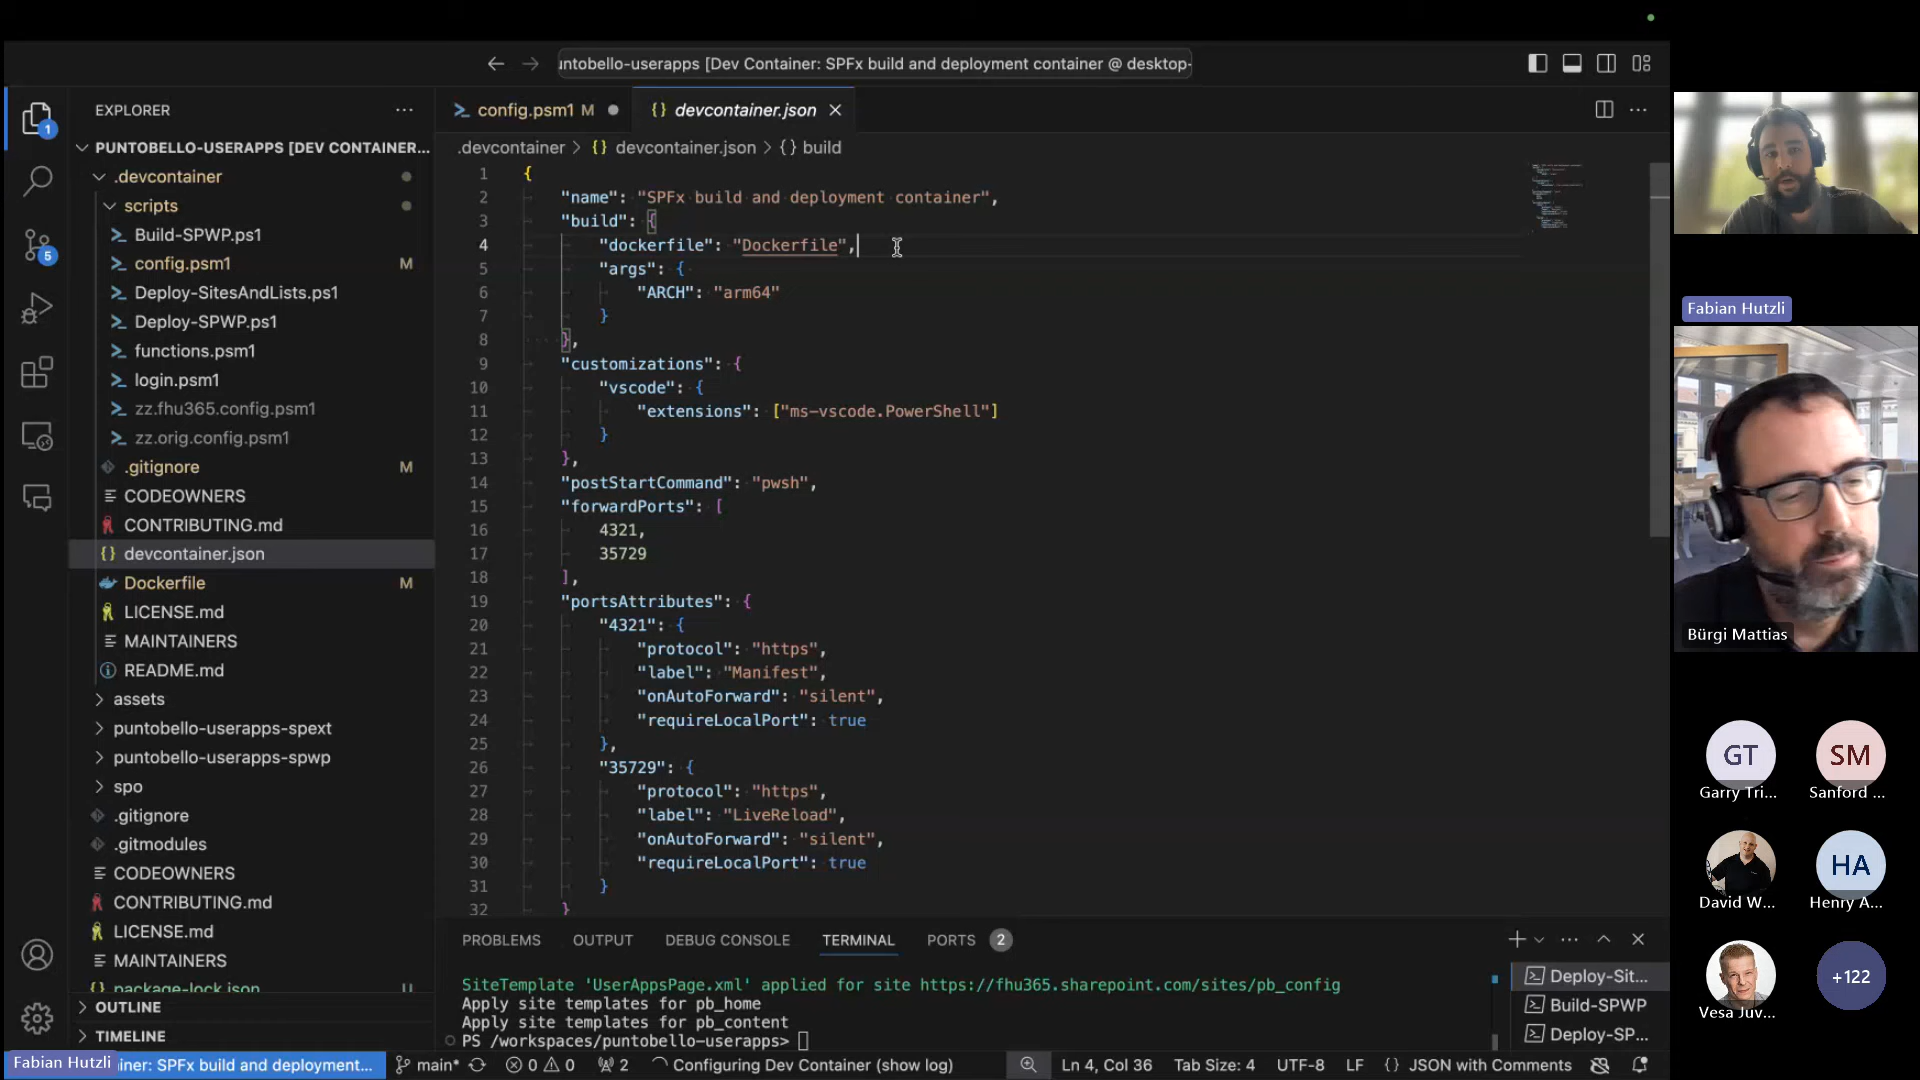 untobello-userapps [Dev Container: SPFx build and deployment container @ desktop-
EXPLORER
PUNTOBELLO-USERAPPS [DEV CONTAINER...
.devcontainer
scripts
Build-SPWP.ps1
config.psm1 M
Deploy-SitesAndLists.ps1
Deploy-SPWP.ps1
functions.psm1
login.psm1
zz.fhu365.config.psm1
zz.orig.config.psm1
.gitignore M
CODEOWNERS
CONTRIBUTING.md
devcontainer.json
Dockerfile M
LICENSE.md
MAINTAINERS
README.md
assets
puntobello-userapps-spext
puntobello-userapps-spwp
spo
.gitignore
.gitmodules
CODEOWNERS
CONTRIBUTING.md
LICENSE.md
MAINTAINERS
package-lock.json U
OUTLINE
TIMELINE
1
5
config.psm1 M
{} devcontainer.json
.devcontainer > {} devcontainer.json > {} build
1 {
2 "name": "SPFx build and deployment container",
3 "build": {
4 "dockerfile": "Dockerfile",
5 "args": {
6 "ARCH": "arm64"
7 }
8 },
9 "customizations": {
10 "vscode": {
11 "extensions": ["ms-vscode.PowerShell"]
12 }
13 },
14 "postStartCommand": "pwsh",
15 "forwardPorts": [
16 4321,
17 35729
18 ],
19 "portsAttributes": {
20 "4321": {
21 "protocol": "https",
22 "label": "Manifest",
23 "onAutoForward": "silent",
24 "requireLocalPort": true
25 },
26 "35729": {
27 "protocol": "https",
28 "label": "LiveReload",
29 "onAutoForward": "silent",
30 "requireLocalPort": true
31 }
32 }
PROBLEMS OUTPUT DEBUG CONSOLE TERMINAL PORTS 2
SiteTemplate 'UserAppsPage.xml' applied for site https://fhu365.sharepoint.com/sites/pb_config
Apply site templates for pb_home
Apply site templates for pb_content
PS /workspaces/puntobello-userapps>
Deploy-Sit...
Build-SPWP
Deploy-SP...
Fabian Hutzli
iner: SPFx build and deployment... main* 0 0 2 Configuring Dev Container (show log) Ln 4, Col 36 Tab Size: 4 UTF-8 LF {} JSON with Comments
Fabian Hutzli
Bürgi Mattias
GT
Garry Tri...
SM
Sanford ...
David W...
HA
Henry A...
Vesa Juv...
+122